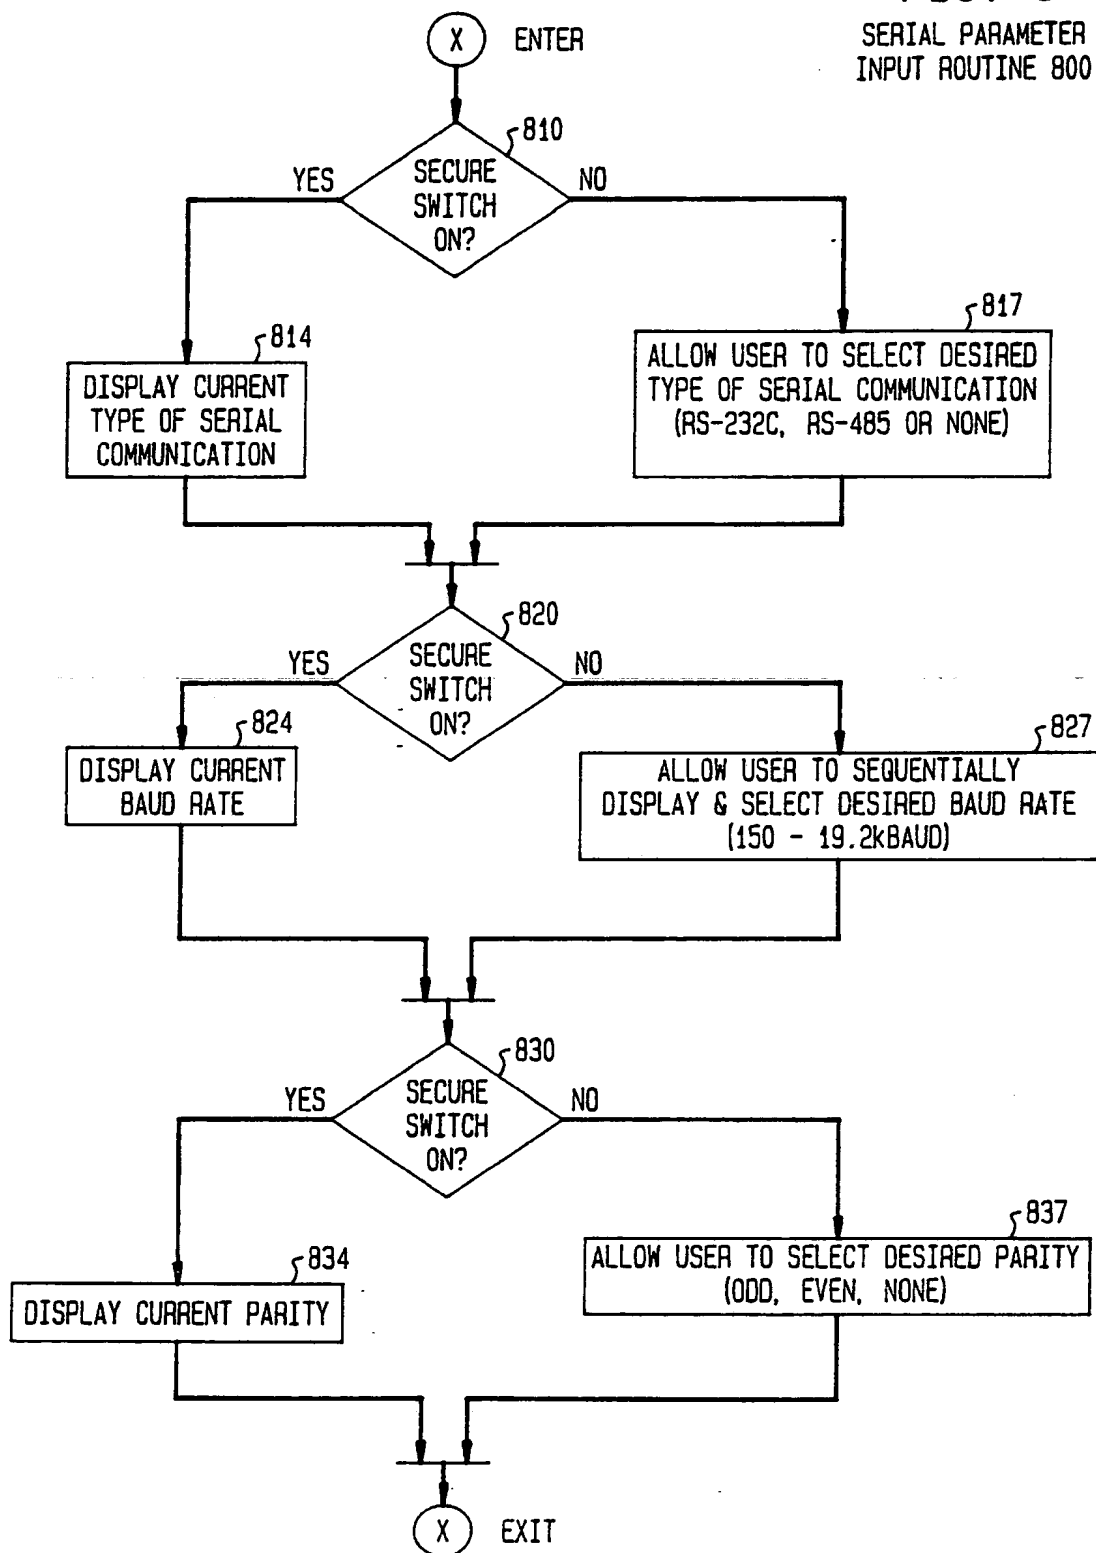 SERIAL PARAMETER
INPUT ROUTINE 800
X ENTER
810
SECURE
SWITCH
ON?
YES
NO
814
DISPLAY CURRENT
TYPE OF SERIAL
COMMUNICATION
817
ALLOW USER TO SELECT DESIRED
TYPE OF SERIAL COMMUNICATION
(RS-232C, RS-485 OR NONE)
820
SECURE
SWITCH
ON?
YES
NO
824
DISPLAY CURRENT
BAUD RATE
827
ALLOW USER TO SEQUENTIALLY
DISPLAY & SELECT DESIRED BAUD RATE
(150 - 19.2kBAUD)
830
SECURE
SWITCH
ON?
YES
NO
834
DISPLAY CURRENT PARITY
837
ALLOW USER TO SELECT DESIRED PARITY
(ODD, EVEN, NONE)
X EXIT